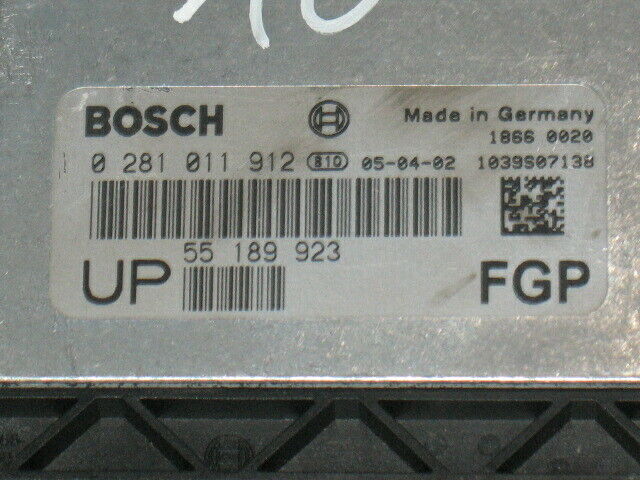 BOSCH
Made in Germany
1866 0020
0 281 011 912 B10 05-04-02 1039S07138
55 189 923
UP
FGP